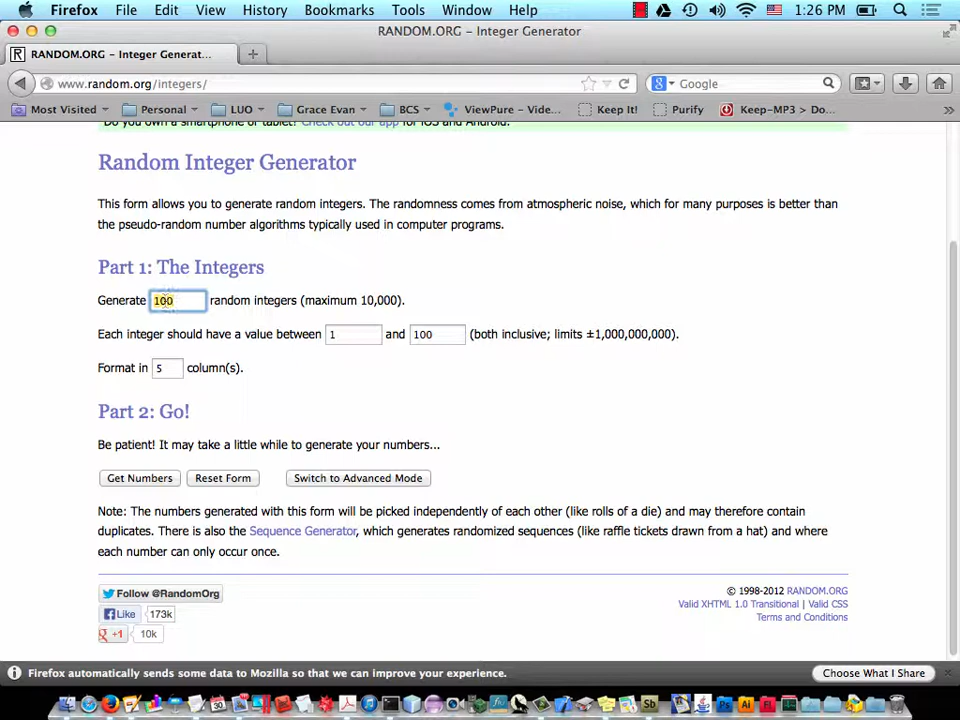 Firefox File Edit View History Bookmarks Tools Window Help 1:26 PM
RANDOM.ORG - Integer Generator
RANDOM.ORG - Integer Generat...
www.random.org/integers/ Google
Most Visited Personal LUO Grace Evan BCS ViewPure - Vide... Keep It! Purify Keep-MP3 > Do...
Do you own a smartphone or tablet? Check out our app for iOS and Android.
Random Integer Generator
This form allows you to generate random integers. The randomness comes from atmospheric noise, which for many purposes is better than
the pseudo-random number algorithms typically used in computer programs.
Part 1: The Integers
Generate 100 random integers (maximum 10,000).
Each integer should have a value between 1 and 100 (both inclusive; limits ±1,000,000,000).
Format in 5 column(s).
Part 2: Go!
Be patient! It may take a little while to generate your numbers...
Get Numbers Reset Form Switch to Advanced Mode
Note: The numbers generated with this form will be picked independently of each other (like rolls of a die) and may therefore contain
duplicates. There is also the Sequence Generator, which generates randomized sequences (like raffle tickets drawn from a hat) and where
each number can only occur once.
Follow @RandomOrg © 1998-2012 RANDOM.ORG
Like 173k Valid XHTML 1.0 Transitional | Valid CSS
Terms and Conditions
+1 10k
Firefox automatically sends some data to Mozilla so that we can improve your experience. Choose What I Share
30 Sb Ps Ai Fl